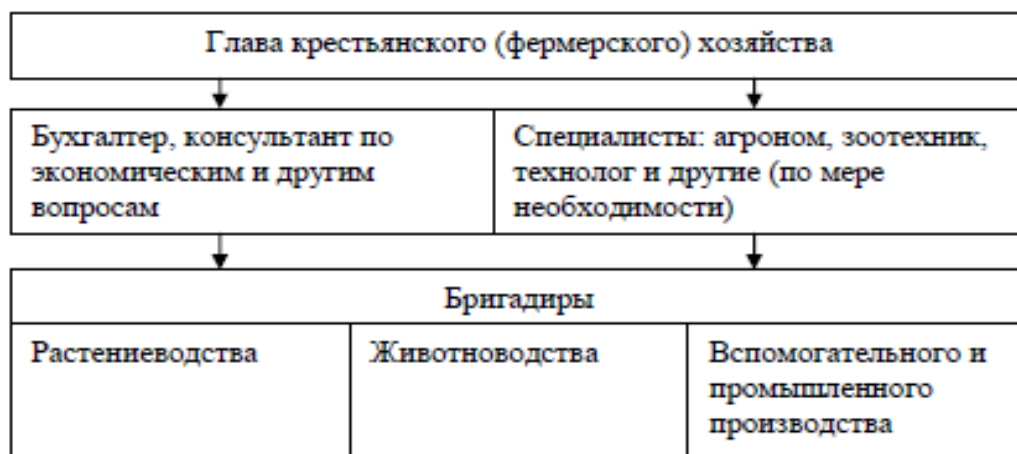 Глава крестьянского (фермерского) хозяйства
Бухгалтер, консультант по
экономическим и другим
вопросам
Специалисты: агроном, зоотехник,
технолог и другие (по мере
необходимости)
Бригадиры
Растениеводства
Животноводства
Вспомогательного и
промышленного
производства